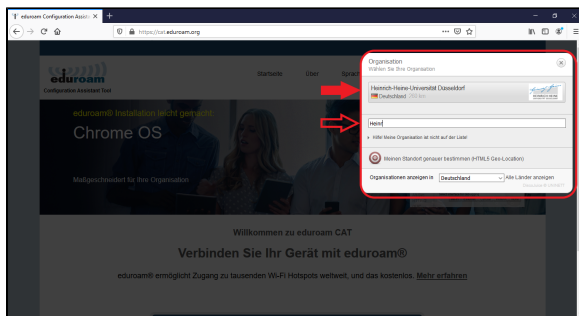 eduroam Configuration Assista
https://cat.eduroam.org
eduroam
Configuration Assistant Tool
Startseite
Über
Sprach
eduroam® Installation leicht gemacht:
Chrome OS
Maßgeschneidert für Ihre Organisation
Organisation
Wählen Sie Ihre Organisation
Heinrich-Heine-Universität Düsseldorf
Deutschland
Heinr
Hilfe! Meine Organisation ist nicht auf der Liste!
Meinen Standort genauer bestimmen (HTML5 Geo-Location)
Organisationen anzeigen in Deutschland Alle Länder anzeigen
Willkommen zu eduroam CAT
Verbinden Sie Ihr Gerät mit eduroam®
eduroam® ermöglicht Zugang zu tausenden Wi-Fi Hotspots weltweit, und das kostenlos. Mehr erfahren